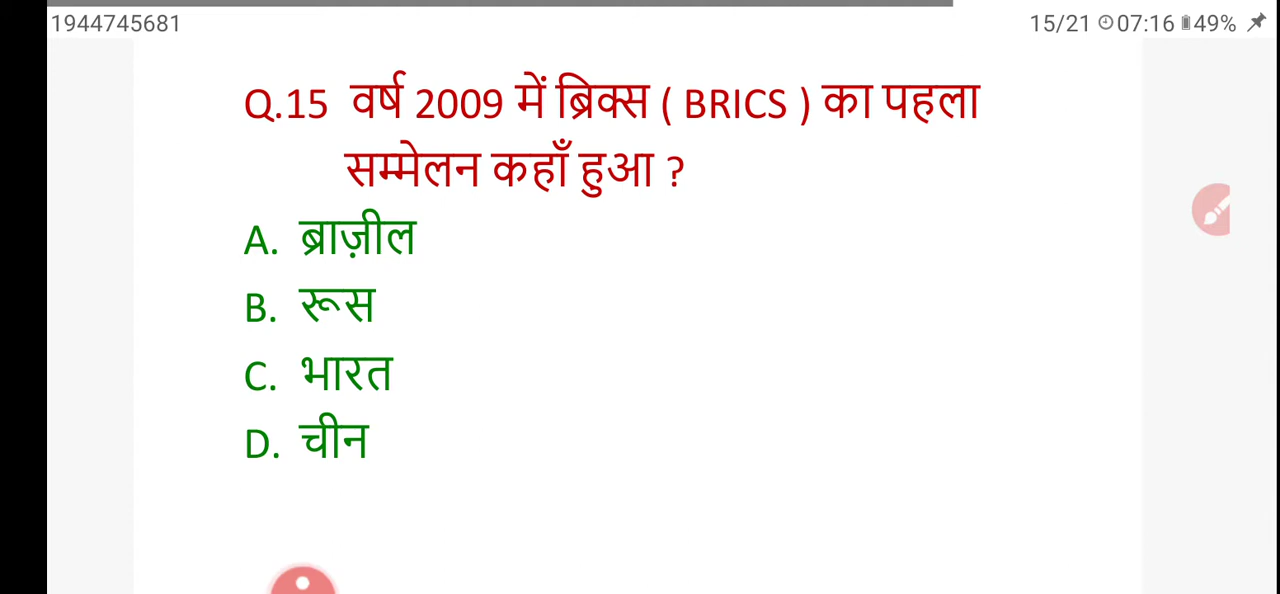 1944745681 15/21 07:16 49%
Q.15 वर्ष 2009 में ब्रिक्स ( BRICS ) का पहला
सम्मेलन कहाँ हुआ ?
A. ब्राज़ील
B. रूस
C. भारत
D. चीन